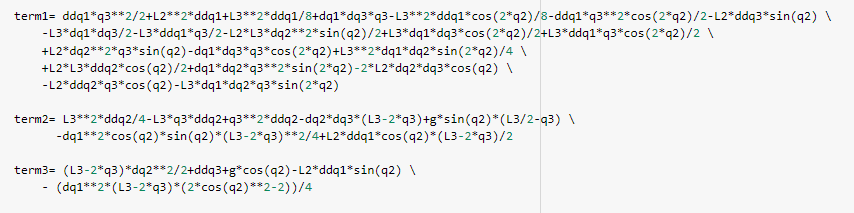 term1= ddq1*q3**2/2+L2**2*ddq1+L3**2*ddq1/8+dq1*dq3*q3-L3**2*ddq1*cos(2*q2)/8-ddq1*q3**2*cos(2*q2)/2-L2*ddq3*sin(q2) \
-L3*dq1*dq3/2-L3*ddq1*q3/2-L2*L3*dq2**2*sin(q2)/2+L3*dq1*dq3*cos(2*q2)/2+L3*ddq1*q3*cos(2*q2)/2 \
+L2*dq2**2*q3*sin(q2)-dq1*dq3*q3*cos(2*q2)+L3**2*dq1*dq2*sin(2*q2)/4 \
+L2*L3*ddq2*cos(q2)/2+dq1*dq2*q3**2*sin(2*q2)-2*L2*dq2*dq3*cos(q2) \
-L2*ddq2*q3*cos(q2)-L3*dq1*dq2*q3*sin(2*q2)
term2= L3**2*ddq2/4-L3*q3*ddq2+q3**2*ddq2-dq2*dq3*(L3-2*q3)+g*sin(q2)*(L3/2-q3) \
-dq1**2*cos(q2)*sin(q2)*(L3-2*q3)**2/4+L2*ddq1*cos(q2)*(L3-2*q3)/2
term3= (L3-2*q3)*dq2**2/2+ddq3+g*cos(q2)-L2*ddq1*sin(q2) \
- (dq1**2*(L3-2*q3)*(2*cos(q2)**2-2))/4